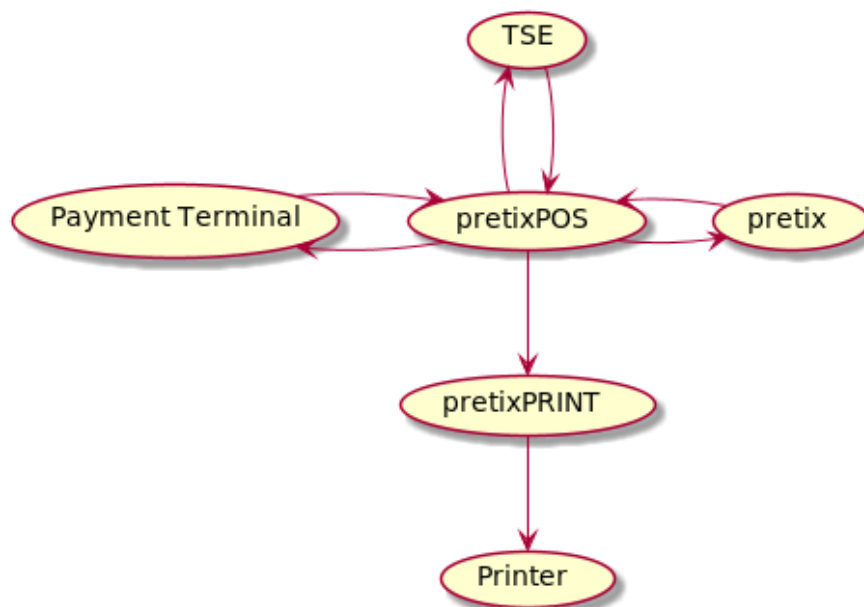 TSE
Payment Terminal
pretixPOS
pretix
pretixPRINT
Printer